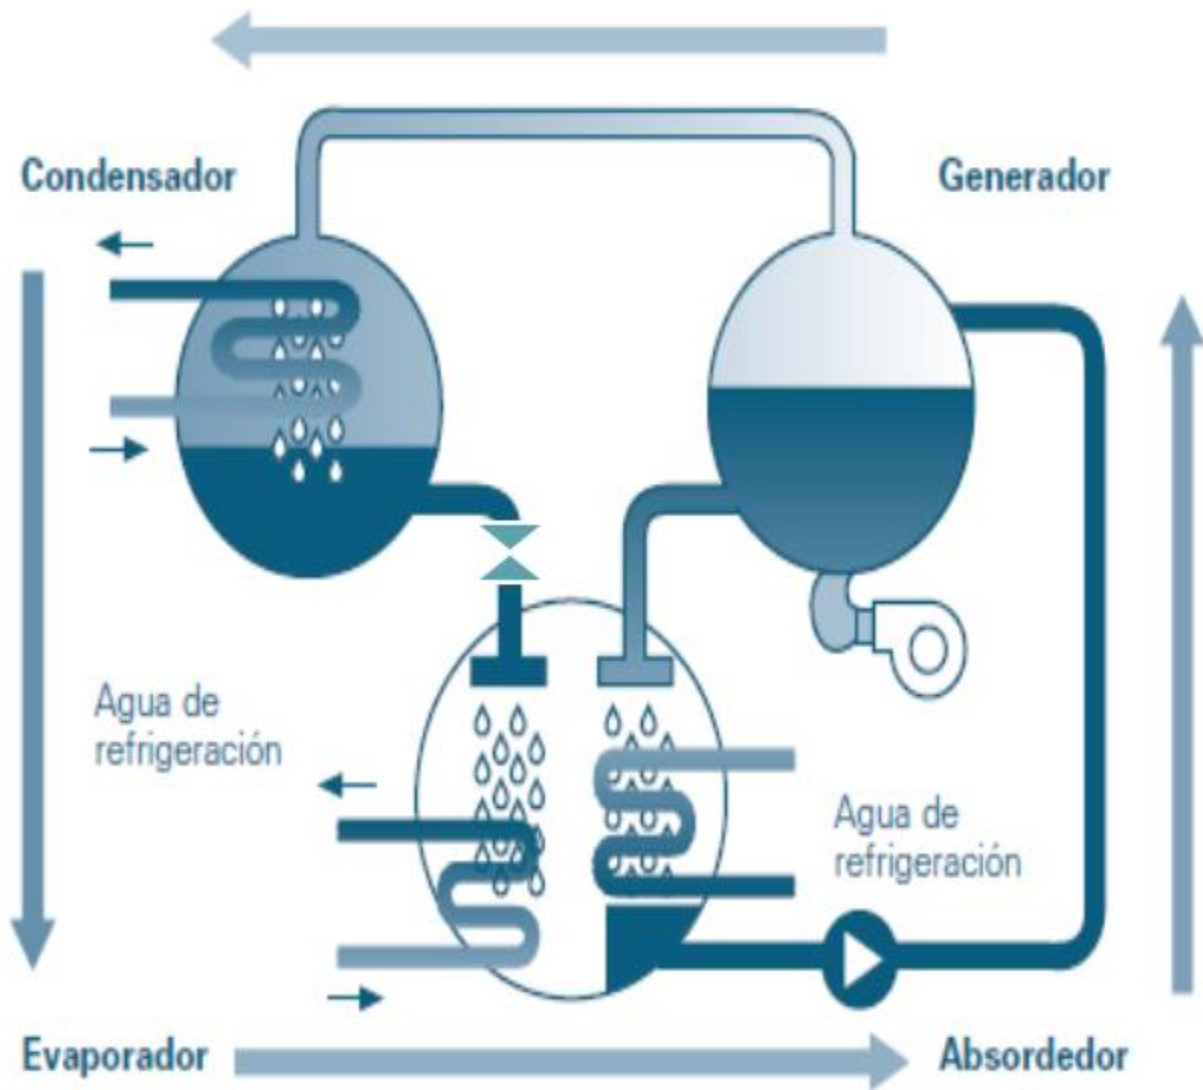 Condensador
Generador
Agua de
refrigeración
Agua de
refrigeración
Evaporador
Absordedor